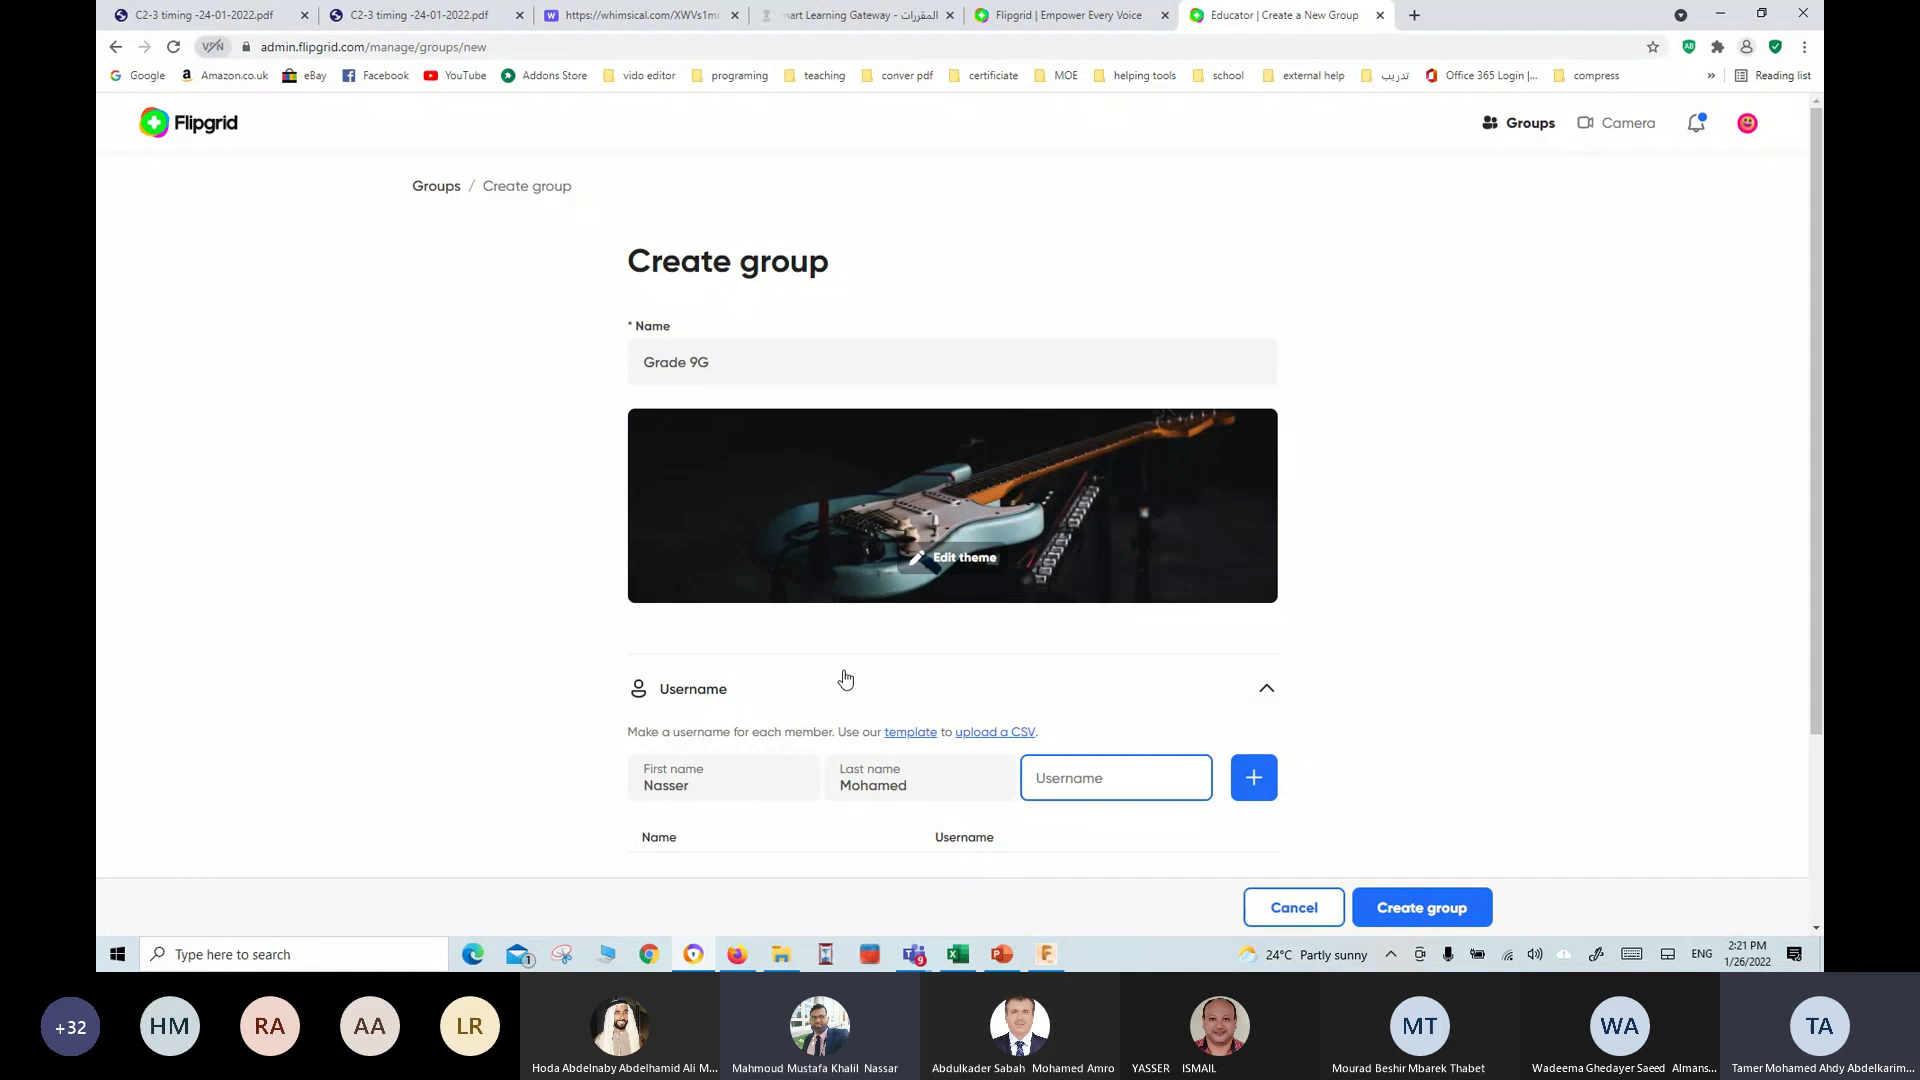 C2-3 timing -24-01-2022.pdf
C2-3 timing -24-01-2022.pdf
https://whimsical.com/XWVs1m
mart Learning Gateway - المقررات
Flipgrid | Empower Every Voice
Educator | Create a New Group
VPN
admin.flipgrid.com/manage/groups/new
Google
Amazon.co.uk
eBay
Facebook
YouTube
Addons Store
vido editor
programing
teaching
conver pdf
certificiate
MOE
helping tools
school
external help
تدريب
Office 365 Login |...
compress
»
Reading list
Flipgrid
Groups
Camera
Groups / Create group
Create group
* Name
Grade 9G
Edit theme
Username
Make a username for each member. Use our template to upload a CSV.
First name
Nasser
Last name
Mohamed
Username
Name
Username
Cancel
Create group
Type here to search
24°C Partly sunny
ENG
2:21 PM
1/26/2022
+32
HM
RA
AA
LR
MT
WA
TA
Hoda Abdelnaby Abdelhamid Ali M...
Mahmoud Mustafa Khalil Nassar
Abdulkader Sabah Mohamed Amro
YASSER ISMAIL
Mourad Beshir Mbarek Thabet
Wadeema Ghedayer Saeed Almans...
Tamer Mohamed Ahdy Abdelkarim...